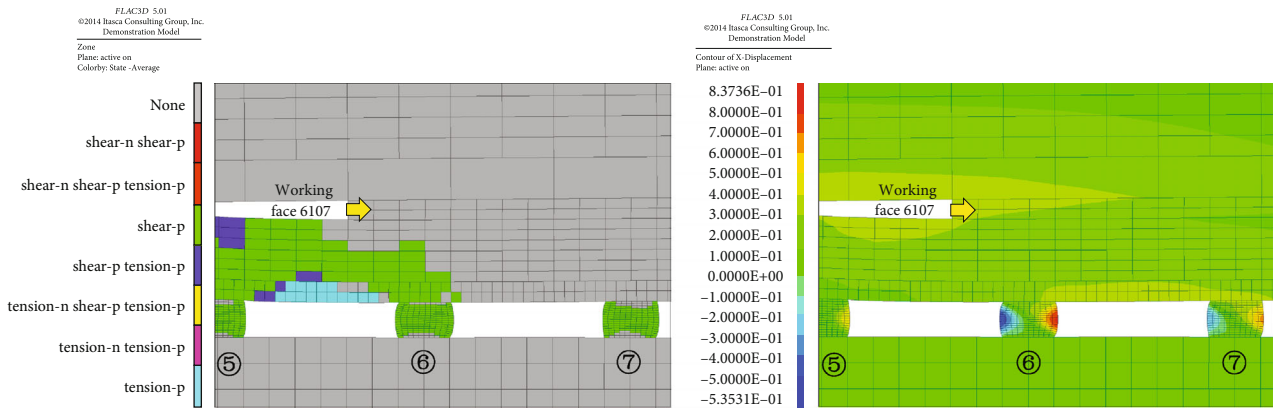 FLAC3D 5.01
©2014 Itasca Consulting Group, Inc.
Demonstration Model
Zone
Plane: active on
Colorby: State -Average
None
shear-n shear-p
shear-n shear-p tension-p
shear-p
shear-p tension-p
tension-n shear-p tension-p
tension-n tension-p
tension-p
Working
face 6107
⑤ ⑥ ⑦
FLAC3D 5.01
©2014 Itasca Consulting Group, Inc.
Demonstration Model
Contour of X-Displacement
Plane: active on
8.3736E–01
8.0000E–01
7.0000E–01
6.0000E–01
5.0000E–01
4.0000E–01
3.0000E–01
2.0000E–01
1.0000E–01
0.0000E+00
–1.0000E–01
–2.0000E–01
–3.0000E–01
–4.0000E–01
–5.0000E–01
–5.3531E–01
Working
face 6107
⑤ ⑥ ⑦